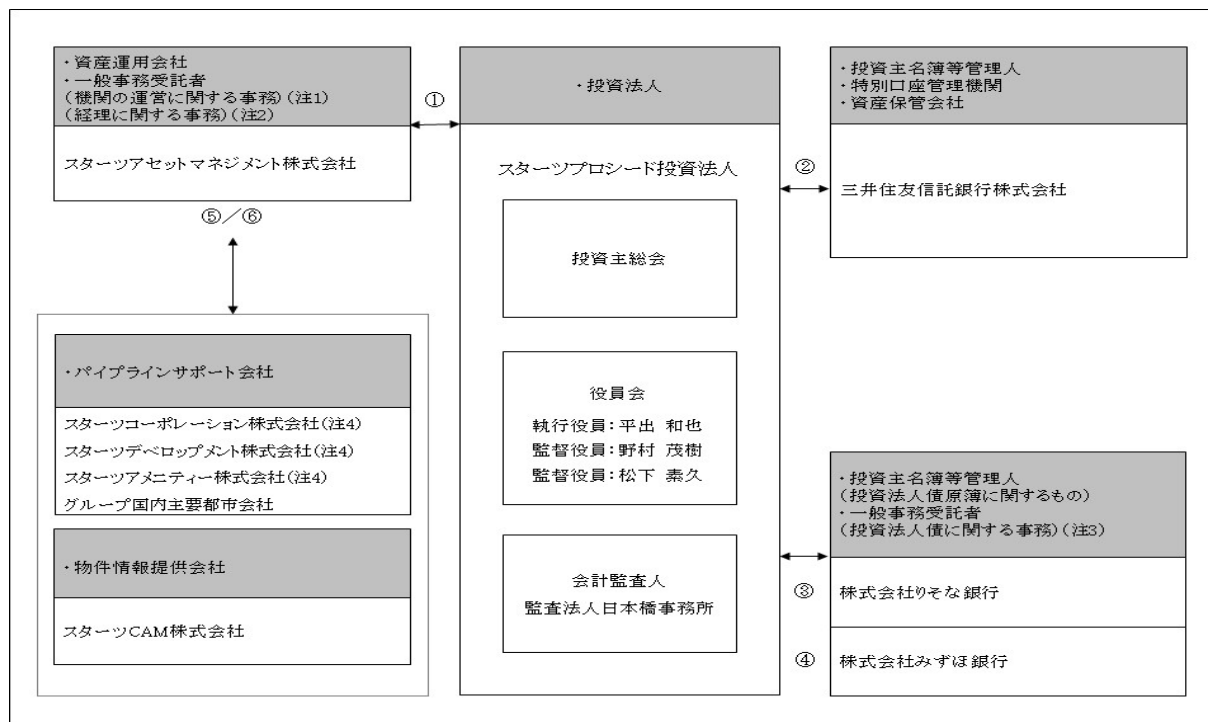 ・資産運用会社
・一般事務受託者
(機関の運営に関する事務)(注1)
(経理に関する事務)(注2)
スターツアセットマネジメント株式会社
①
⑤／⑥
・パイプラインサポート会社
スターツコーポレーション株式会社(注4)
スターツデベロップメント株式会社(注4)
スターツアメニティー株式会社(注4)
グループ国内主要都市会社
・物件情報提供会社
スターツCAM株式会社
・投資法人
スタープロシード投資法人
投資主総会
役員会
執行役員:平出 和也
監督役員:野村 茂樹
監督役員:松下 素久
会計監査人
監査法人日本橋事務所
②
・投資主名簿等管理人
・特別口座管理機関
・資産保管会社
三井住友信託銀行株式会社
・投資主名簿等管理人
(投資法人債原簿に関するもの)
・一般事務受託者
(投資法人債に関する事務)(注3)
③
株式会社りそな銀行
④
株式会社みずほ銀行